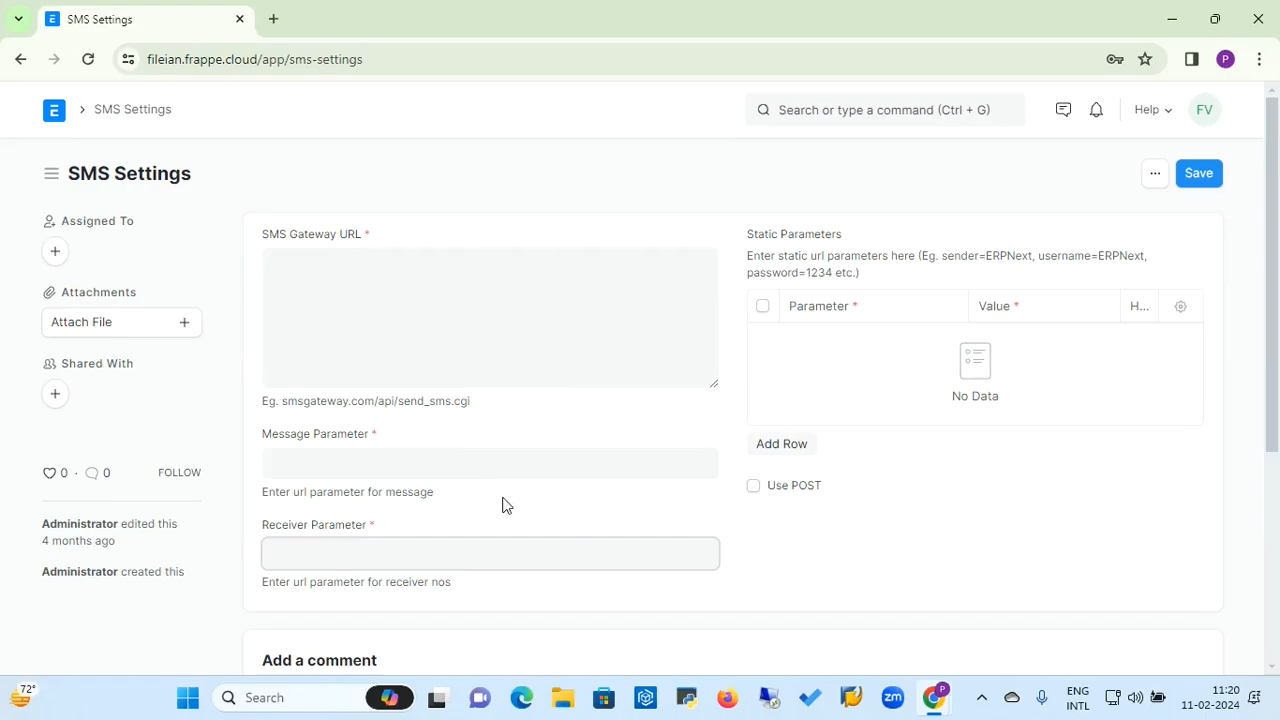 SMS Settings
fileian.frappe.cloud/app/sms-settings
P
E
SMS Settings
Search or type a command (Ctrl + G)
Help
FV
SMS Settings
Save
Assigned To
Attachments
Attach File
Shared With
0 · 0
FOLLOW
Administrator edited this
4 months ago
Administrator created this
SMS Gateway URL *
Eg. smsgateway.com/api/send_sms.cgi
Message Parameter *
Enter url parameter for message
Receiver Parameter *
Enter url parameter for receiver nos
Static Parameters
Enter static url parameters here (Eg. sender=ERPNext, username=ERPNext,
password=1234 etc.)
Parameter *
Value *
H...
No Data
Add Row
Use POST
Add a comment
72°
Search
zm
P
ENG
INTL
11:20
11-02-2024